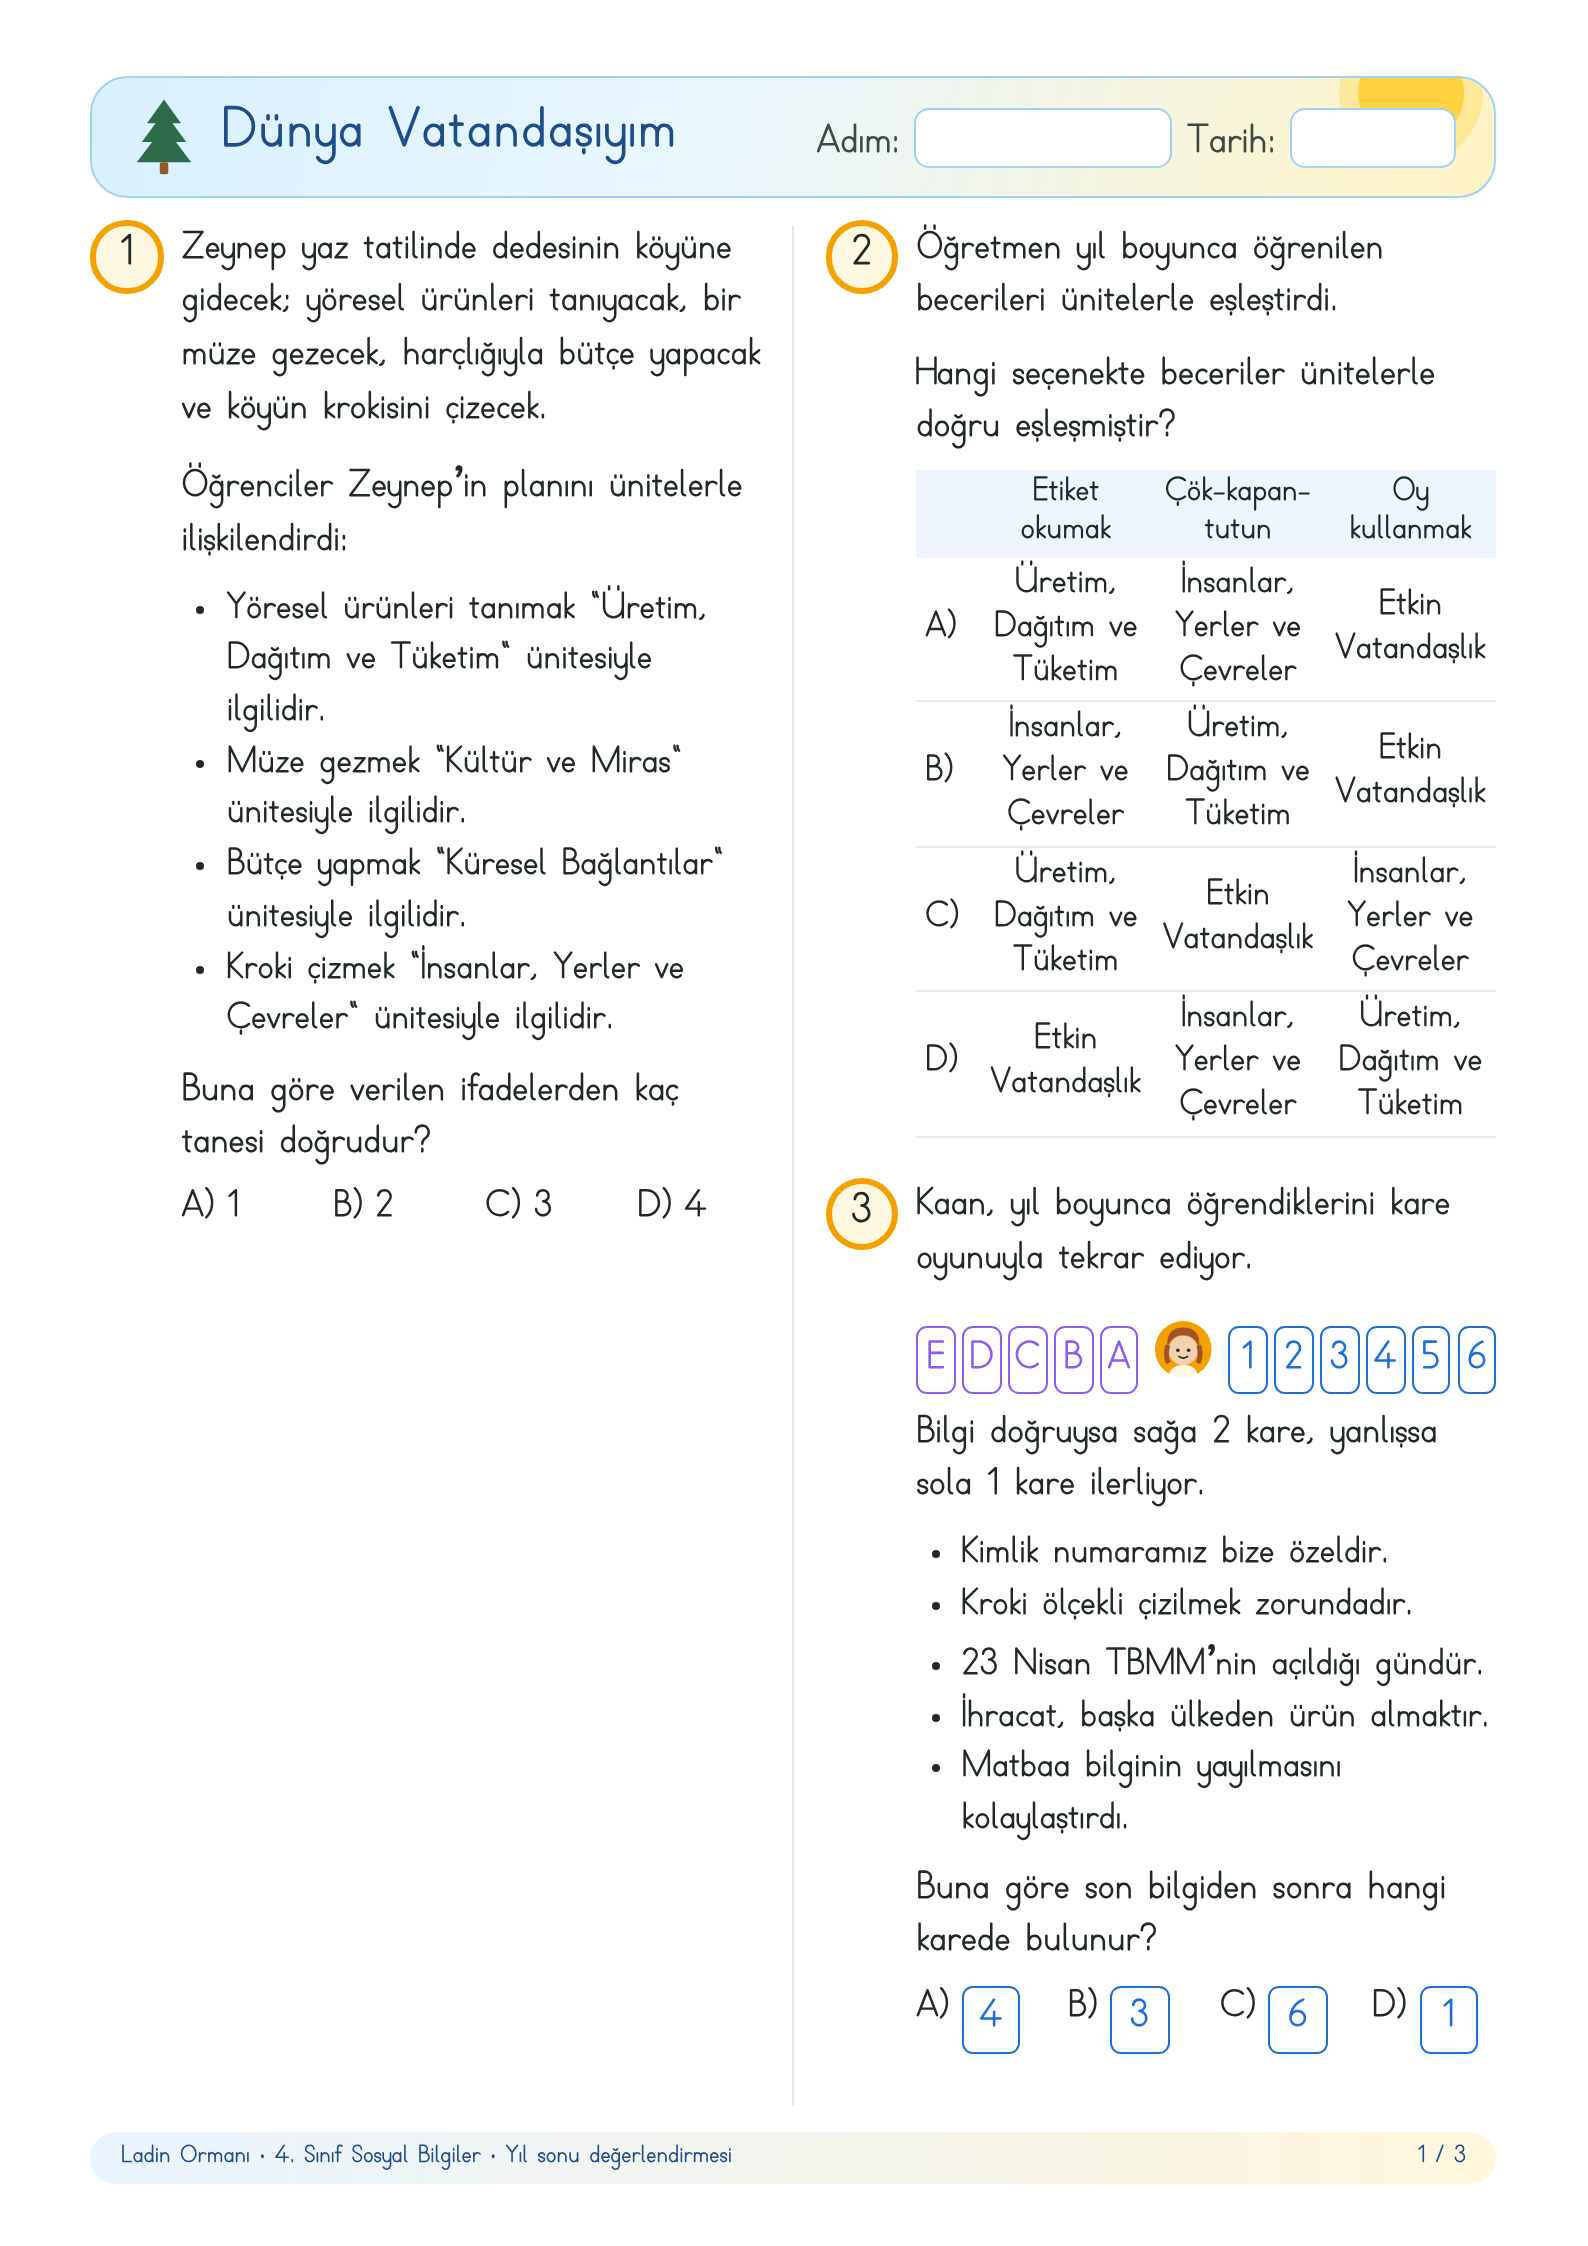 Dünya Vatandaşıyım
Adım:
Tarih:
1
Zeynep yaz tatilinde dedesinin köyüne
gidecek; yöresel ürünleri tanıyacak, bir
müze gezecek, harçlığıyla bütçe yapacak
ve köyün krokisini çizecek.
Öğrenciler Zeynep’in planını ünitelerle
ilişkilendirdi:
• Yöresel ürünleri tanımak “Üretim,
Dağıtım ve Tüketim“ ünitesiyle
ilgilidir.
• Müze gezmek “Kültür ve Miras“
ünitesiyle ilgilidir.
• Bütçe yapmak “Küresel Bağlantılar“
ünitesiyle ilgilidir.
• Kroki çizmek “İnsanlar, Yerler ve
Çevreler“ ünitesiyle ilgilidir.
Buna göre verilen ifadelerden kaç
tanesi doğrudur?
A) 1 B) 2 C) 3 D) 4
2
Öğretmen yıl boyunca öğrenilen
becerileri ünitelerle eşleştirdi.
Hangi seçenekte beceriler ünitelerle
doğru eşleşmiştir?
Etiket Çök-kapan- Oy
okumak tutun kullanmak
Üretim, İnsanlar, Etkin
A) Dağıtım ve Yerler ve Vatandaşlık
Tüketim Çevreler
İnsanlar, Üretim, Etkin
B) Yerler ve Dağıtım ve Vatandaşlık
Çevreler Tüketim
Üretim, Etkin İnsanlar,
C) Dağıtım ve Vatandaşlık Yerler ve
Tüketim Çevreler
Etkin İnsanlar, Üretim,
D) Vatandaşlık Yerler ve Dağıtım ve
Çevreler Tüketim
3
Kaan, yıl boyunca öğrendiklerini kare
oyunuyla tekrar ediyor.
E D C B A 1 2 3 4 5 6
Bilgi doğruysa sağa 2 kare, yanlışsa
sola 1 kare ilerliyor.
• Kimlik numaramız bize özeldir.
• Kroki ölçekli çizilmek zorundadır.
• 23 Nisan TBMM’nin açıldığı gündür.
• İhracat, başka ülkeden ürün almaktır.
• Matbaa bilginin yayılmasını
kolaylaştırdı.
Buna göre son bilgiden sonra hangi
karede bulunur?
A) 4 B) 3 C) 6 D) 1
Ladin Ormanı • 4. Sınıf Sosyal Bilgiler • Yıl sonu değerlendirmesi
1 / 3